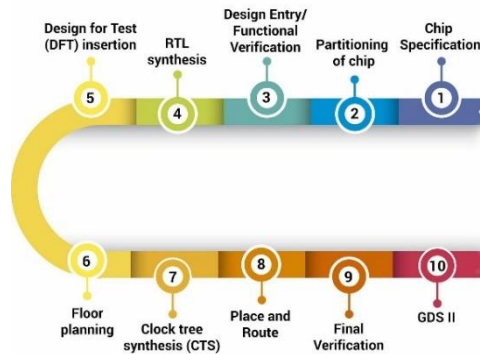 Chip
Specification
1
Partitioning
of chip
2
Design Entry/
Functional
Verification
3
RTL
synthesis
4
Design for Test
(DFT) insertion
5
6
Floor
planning
7
Clock tree
synthesis (CTS)
8
Place and
Route
9
Final
Verification
10
GDS II